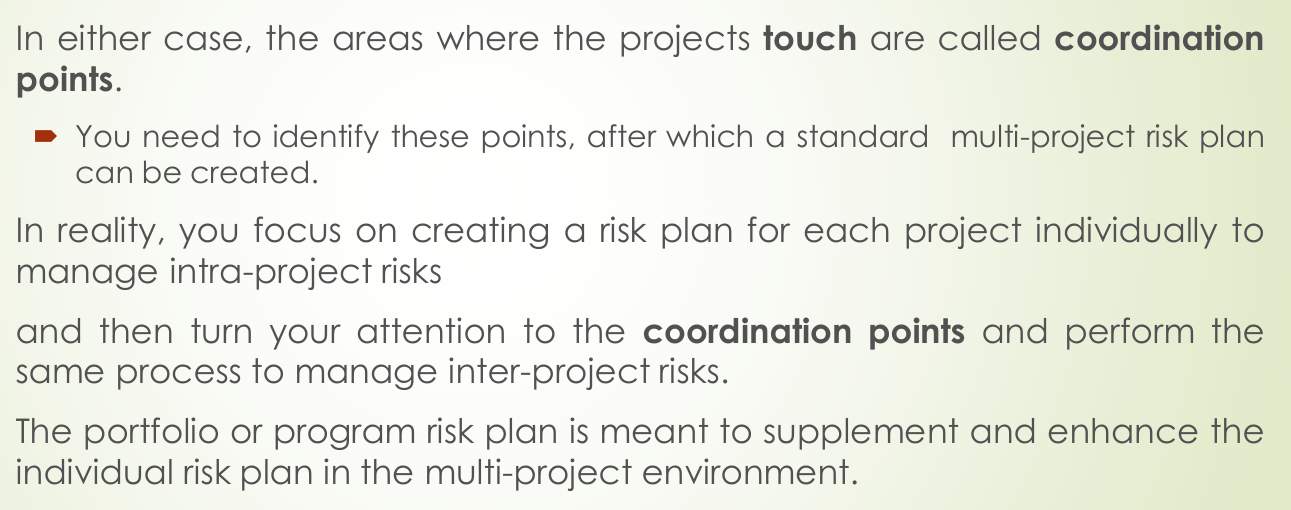 In either case, the areas where the projects touch are called coordination
points.
You need to identify these points, after which a standard multi-project risk plan
can be created.
In reality, you focus on creating a risk plan for each project individually to
manage intra-project risks
and then turn your attention to the coordination points and perform the
same process to manage inter-project risks.
The portfolio or program risk plan is meant to supplement and enhance the
individual risk plan in the multi-project environment.